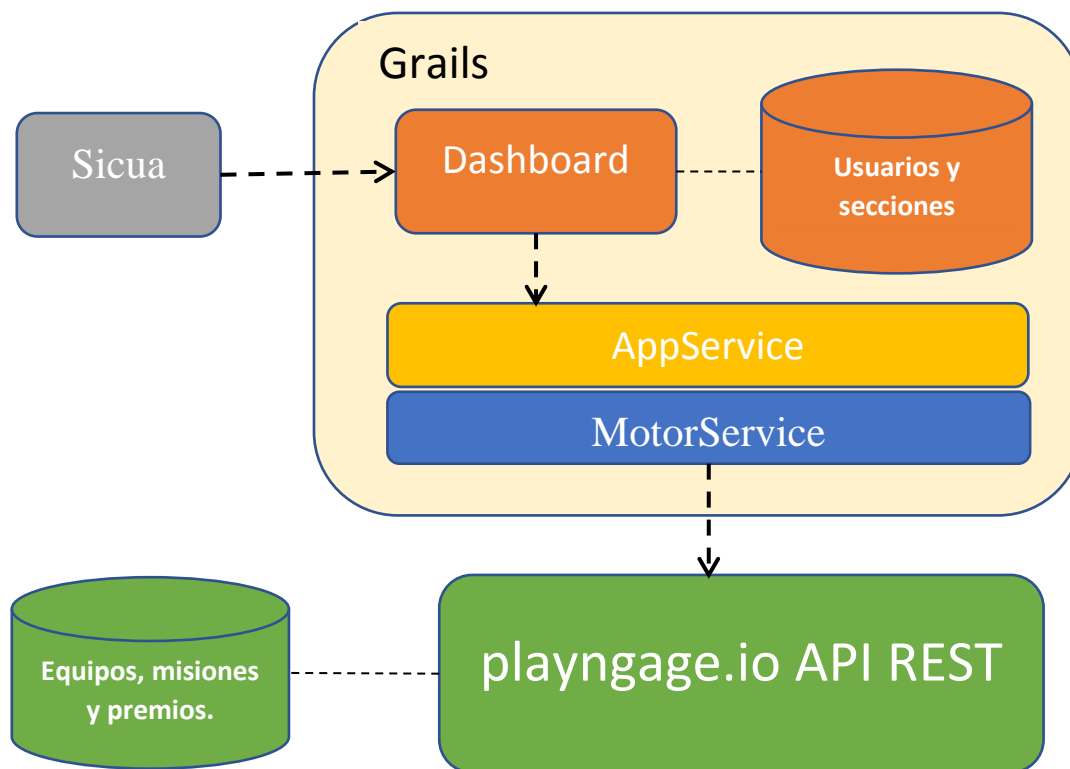 Grails
Sicua
Dashboard
Usuarios y
secciones
AppService
MotorService
Equipos, misiones
y premios.
playngage.io API REST